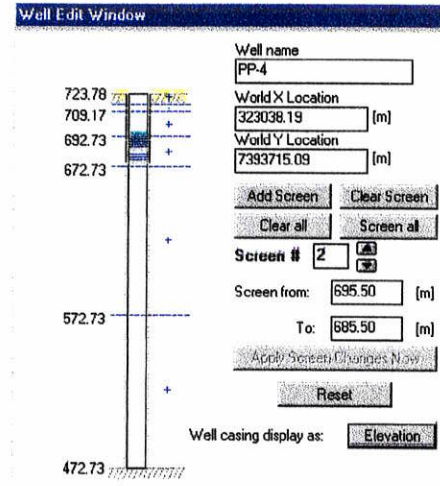 Well Edit Window
Well name
PP-4
World X Location
323038.19 [m]
World Y Location
7393715.09 [m]
Add Screen Clear Screen
Clear all Screen all
Screen # 2
Screen from: 695.50 [m]
To: 685.50 [m]
Apply Screen Changes Now
Reset
Well casing display as: Elevation
723.78
709.17
692.73
672.73
572.73
472.73